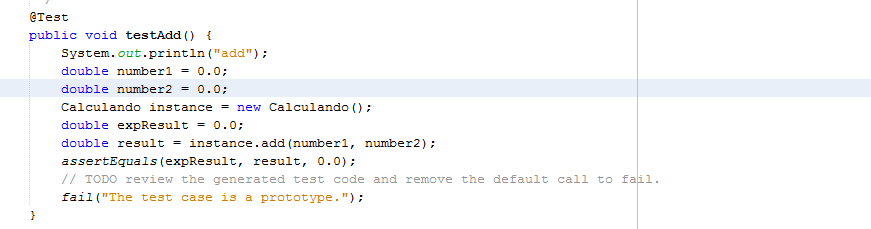 @Test
public void testAdd() {
System.out.println("add");
double number1 = 0.0;
double number2 = 0.0;
Calculando instance = new Calculando();
double expResult = 0.0;
double result = instance.add(number1, number2);
assertEquals(expResult, result, 0.0);
// TODO review the generated test code and remove the default call to fail.
fail("The test case is a prototype.");
}